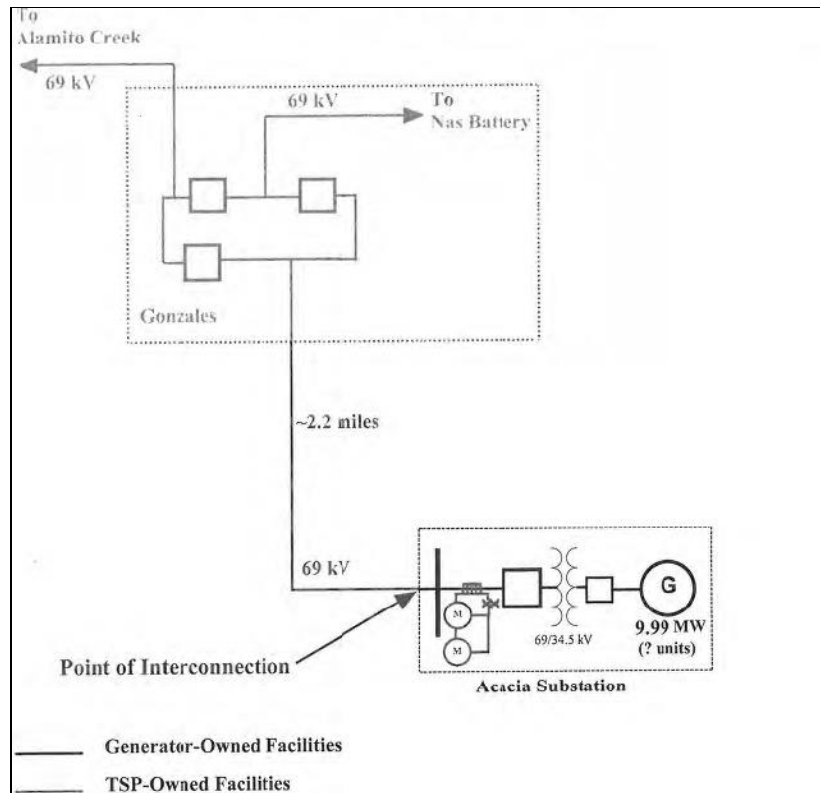 To
Alamito Creek
69 kV
69 kV
To
Nas Battery
Gonzales
~2.2 miles
69 kV
G
M
M
69/34.5 kV
9.99 MW
(? units)
Point of Interconnection
Acacia Substation
Generator-Owned Facilities
TSP-Owned Facilities